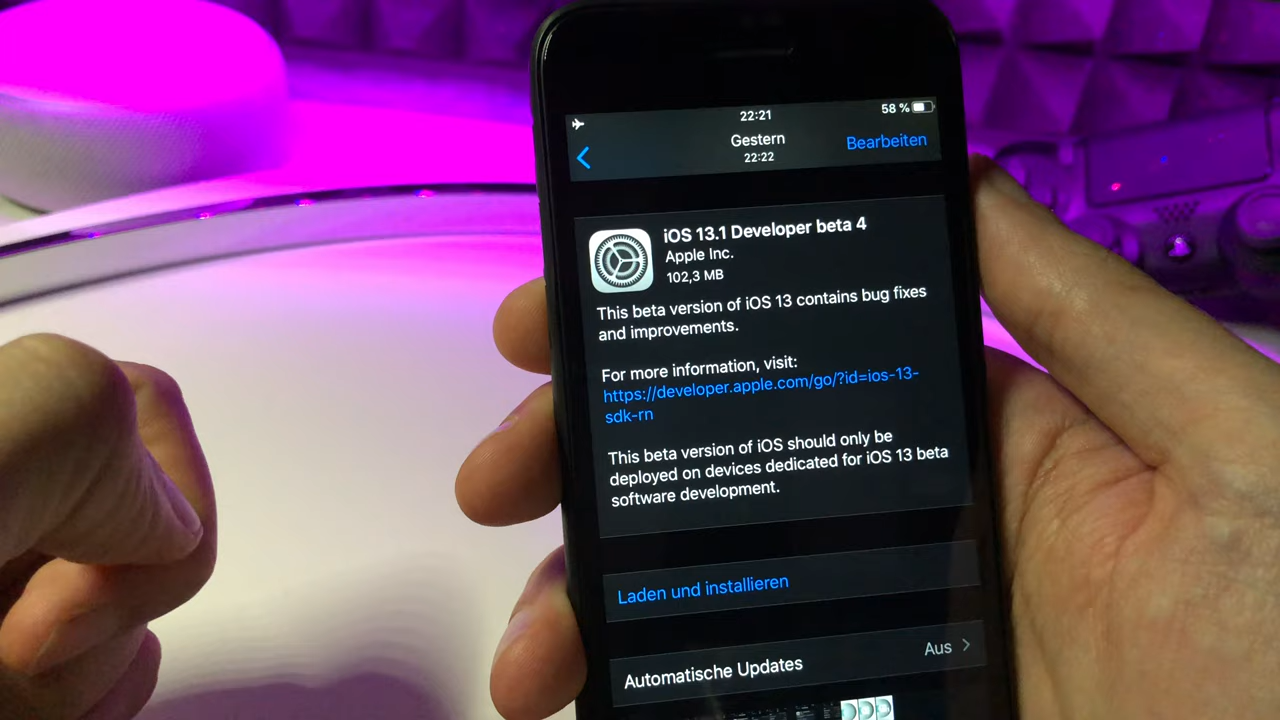 22:21
58 %
Gestern
22:22
Bearbeiten
iOS 13.1 Developer beta 4
Apple Inc.
102,3 MB
This beta version of iOS 13 contains bug fixes
and improvements.
For more information, visit:
https://developer.apple.com/go/?id=ios-13-
sdk-rn
This beta version of iOS should only be
deployed on devices dedicated for iOS 13 beta
software development.
Laden und installieren
Automatische Updates
Aus